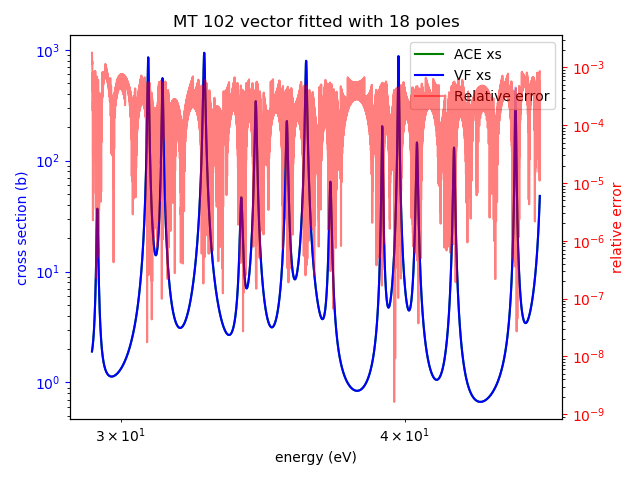 MT 102 vector fitted with 18 poles
ACE xs
VF xs
Relative error
10³
10²
10¹
10⁰
cross section (b)
10⁻³
10⁻⁴
10⁻⁵
10⁻⁶
10⁻⁷
10⁻⁸
10⁻⁹
relative error
3 × 10¹
4 × 10¹
energy (eV)